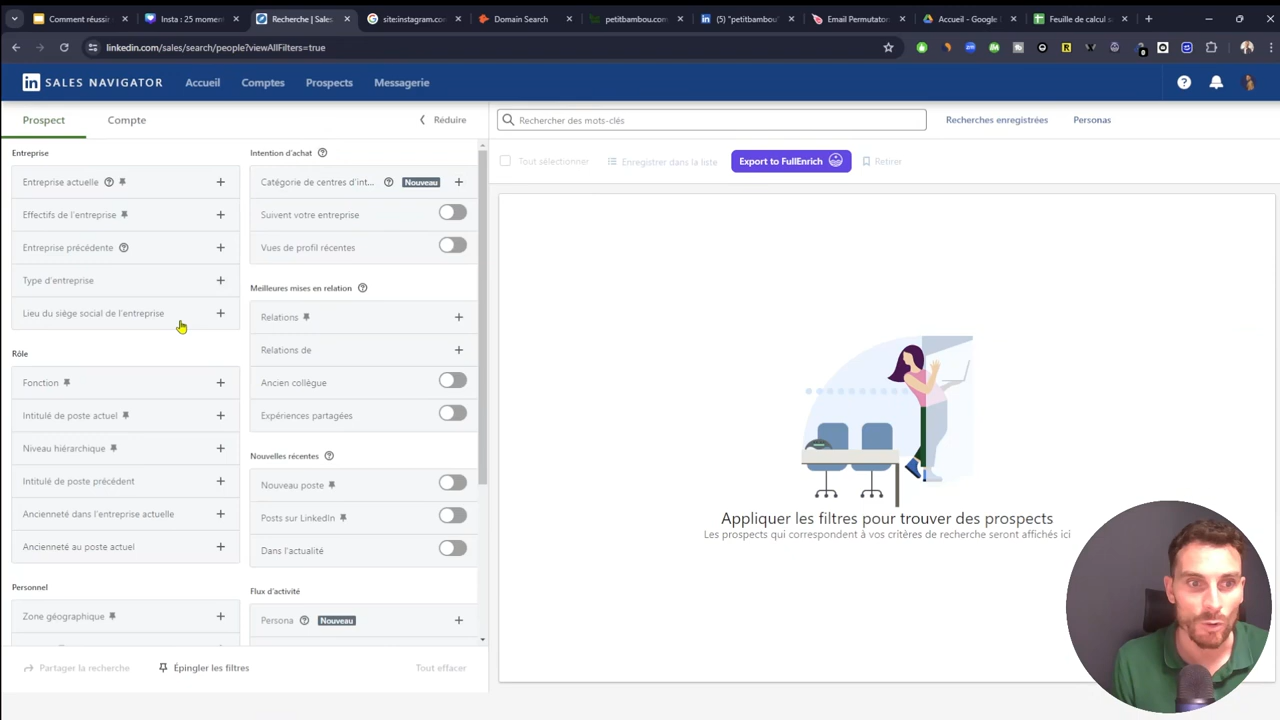 Comment réussir
Insta : 25 moment
Recherche | Sales
site:instagram.com
Domain Search
petitbambou.com
("petitbambou"
Email Permutator
Accueil - Google
Feuille de calcul s
linkedin.com/sales/search/people?viewAllFilters=true
in SALES NAVIGATOR
Accueil
Comptes
Prospects
Messagerie
Prospect
Compte
Réduire
Rechercher des mots-clés
Recherches enregistrées
Personas
Tout sélectionner
Enregistrer dans la liste
Export to FullEnrich
Retirer
Entreprise
Entreprise actuelle
Effectifs de l'entreprise
Entreprise précédente
Type d'entreprise
Lieu du siège social de l'entreprise
Rôle
Fonction
Intitulé de poste actuel
Niveau hiérarchique
Intitulé de poste précédent
Ancienneté dans l'entreprise actuelle
Ancienneté au poste actuel
Personnel
Zone géographique
Intention d'achat
Catégorie de centres d'int...
Nouveau
Suivent votre entreprise
Vues de profil récentes
Meilleures mises en relation
Relations
Relations de
Ancien collègue
Expériences partagées
Nouvelles récentes
Nouveau poste
Posts sur LinkedIn
Dans l'actualité
Flux d'activité
Persona
Nouveau
Partager la recherche
Épingler les filtres
Tout effacer
Appliquer les filtres pour trouver des prospects
Les prospects qui correspondent à vos critères de recherche seront affichés ici